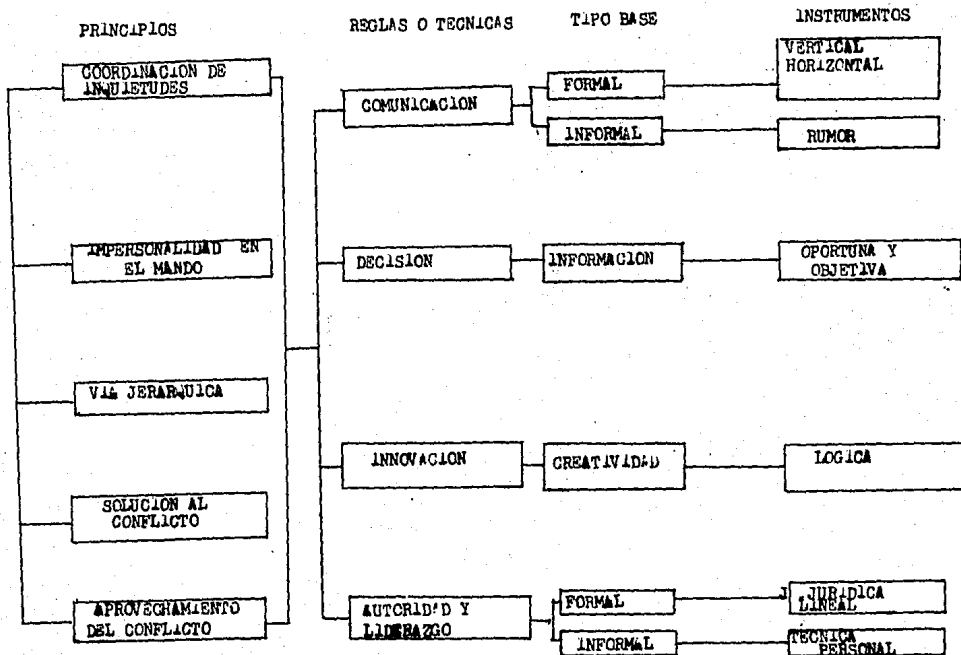 PRINCIPIOS
REGLAS O TECNICAS
TIPO BASE
INSTRUMENTOS
COORDINACION DE
INQUIETUDES
IMPERSONALIDAD EN
EL MANDO
VIA JERARQUICA
SOLUCION AL
CONFLICTO
APROVECHAMIENTO
DEL CONFLICTO
COMUNICACION
FORMAL
VERTICAL
HORIZONTAL
INFORMAL
RUMOR
DECISION
INFORMACION
OPORTUNA Y
OBJETIVA
INNOVACION
CREATIVIDAD
LOGICA
AUTORIDAD Y
LIDERAZGO
FORMAL
JURIDICA
LINEAL
INFORMAL
TECNICA
PERSONAL